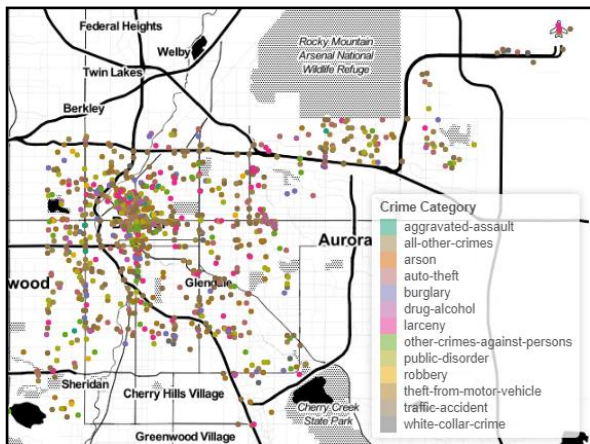 Federal Heights
Welby
Twin Lakes
Rocky Mountain
Arsenal National
Wildlife Refuge
Berkley
Aurora
wood
Glendale
Sheridan
Cherry Hills Village
Cherry Creek
State Park
Greenwood Village
Crime Category
aggravated-assault
all-other-crimes
arson
auto-theft
burglary
drug-alcohol
larceny
other-crimes-against-persons
public-disorder
robbery
theft-from-motor-vehicle
traffic-accident
white-collar-crime